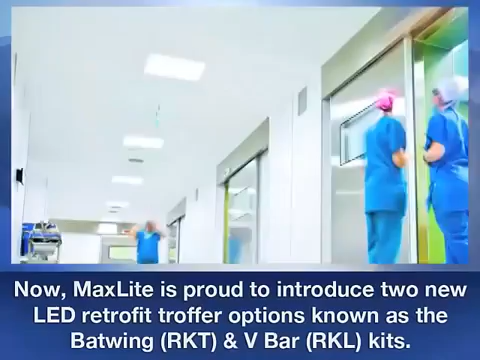 Now, MaxLite is proud to introduce two new
LED retrofit troffer options known as the
Batwing (RKT) & V Bar (RKL) kits.